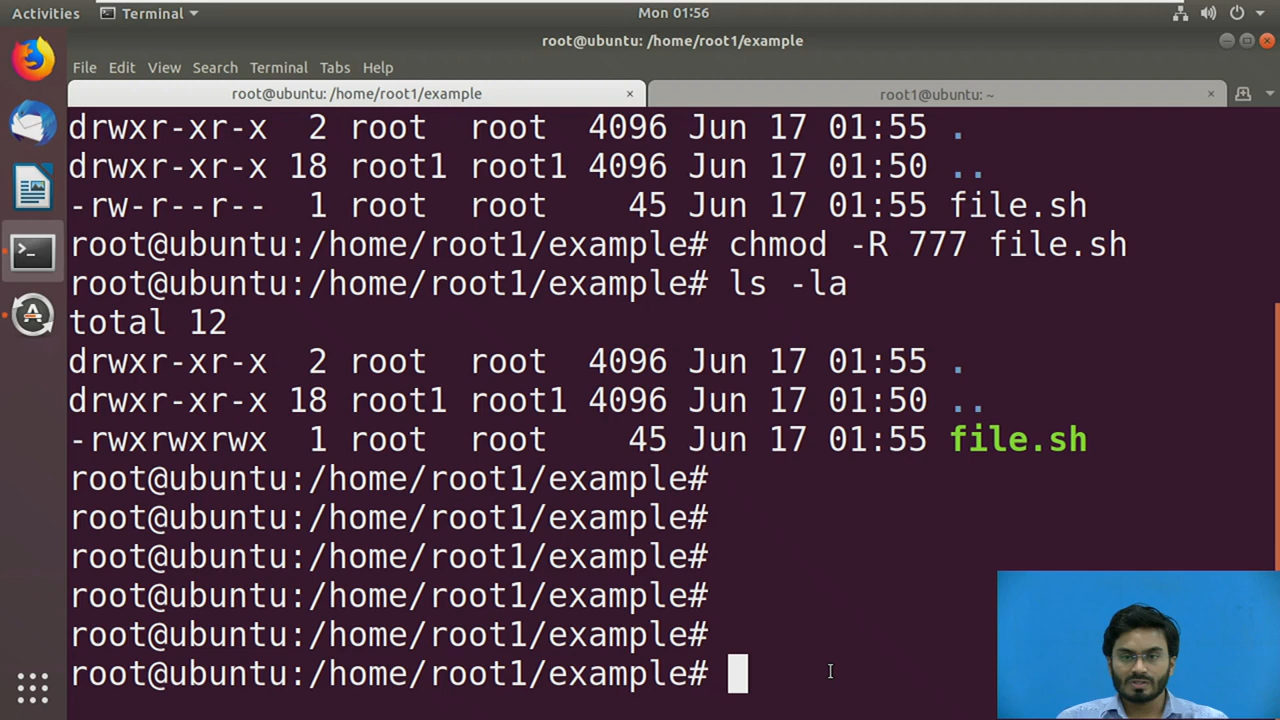 Activities Terminal Mon 01:56
root@ubuntu: /home/root1/example
File Edit View Search Terminal Tabs Help
root@ubuntu: /home/root1/example × root1@ubuntu: ~ ×
drwxr-xr-x 2 root root 4096 Jun 17 01:55 .
drwxr-xr-x 18 root1 root1 4096 Jun 17 01:50 ..
-rw-r--r-- 1 root root 45 Jun 17 01:55 file.sh
root@ubuntu:/home/root1/example# chmod -R 777 file.sh
root@ubuntu:/home/root1/example# ls -la
total 12
drwxr-xr-x 2 root root 4096 Jun 17 01:55 .
drwxr-xr-x 18 root1 root1 4096 Jun 17 01:50 ..
-rwxrwxrwx 1 root root 45 Jun 17 01:55 file.sh
root@ubuntu:/home/root1/example#
root@ubuntu:/home/root1/example#
root@ubuntu:/home/root1/example#
root@ubuntu:/home/root1/example#
root@ubuntu:/home/root1/example#
root@ubuntu:/home/root1/example#